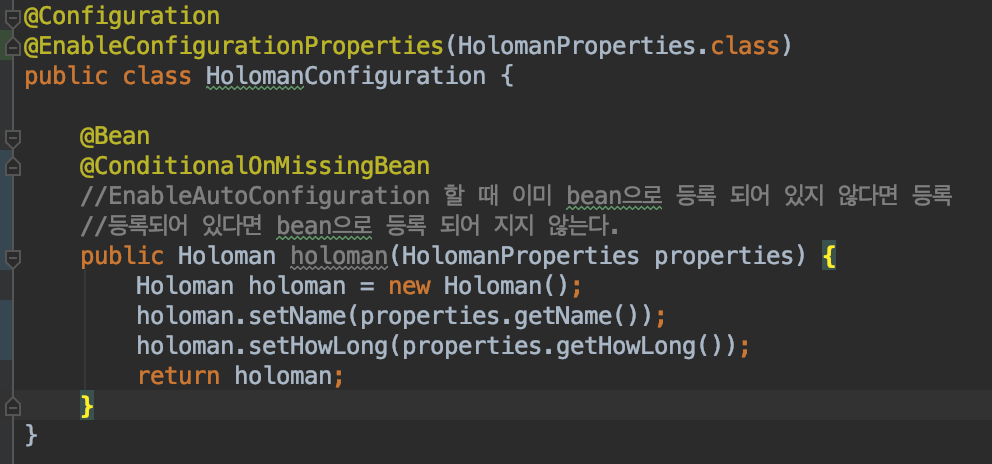 @Configuration
@EnableConfigurationProperties(HolomanProperties.class)
public class HolomanConfiguration {
@Bean
@ConditionalOnMissingBean
//EnableAutoConfiguration 할 때 이미 bean으로 등록 되어 있지 않다면 등록
//등록되어 있다면 bean으로 등록 되어 지지 않는다.
public Holoman holoman(HolomanProperties properties) {
Holoman holoman = new Holoman();
holoman.setName(properties.getName());
holoman.setHowLong(properties.getHowLong());
return holoman;
}
}